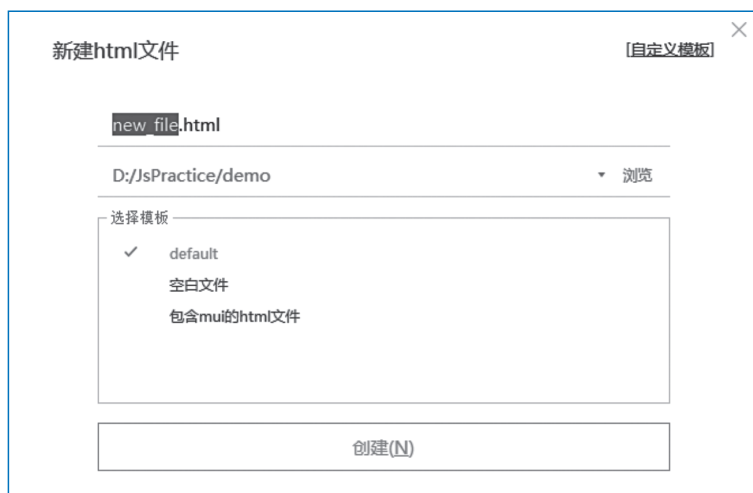 新建html文件 [自定义模板]
new_file.html
D:/JsPractice/demo 浏览
选择模板
default
空白文件
包含mui的html文件
创建(N)